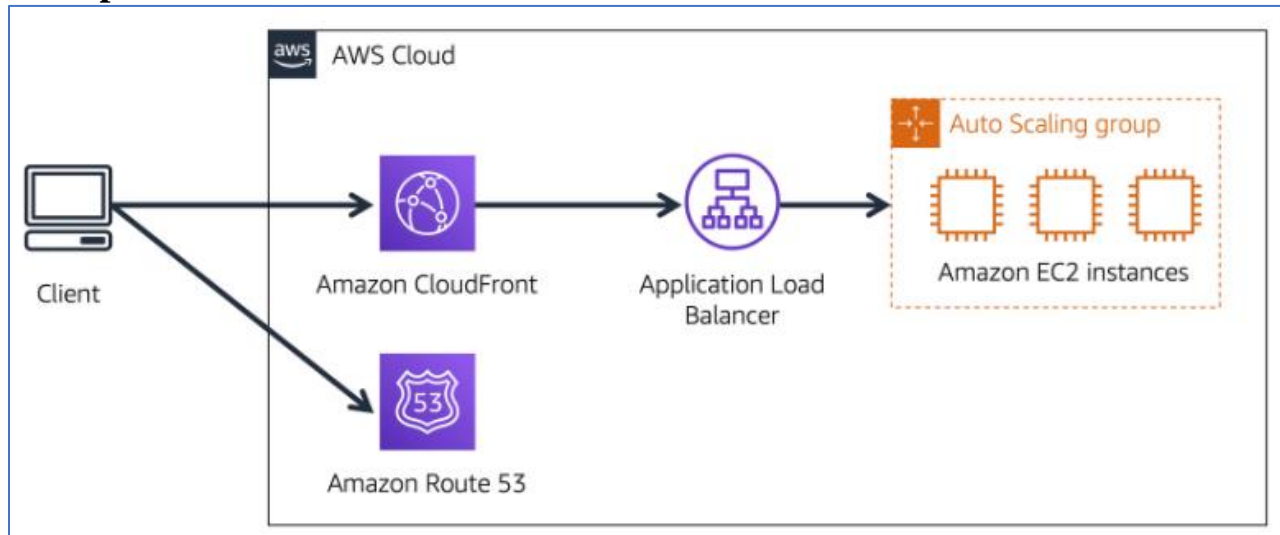 aws
AWS Cloud
Auto Scaling group
Client
Amazon CloudFront
Application Load
Balancer
Amazon EC2 instances
53
Amazon Route 53